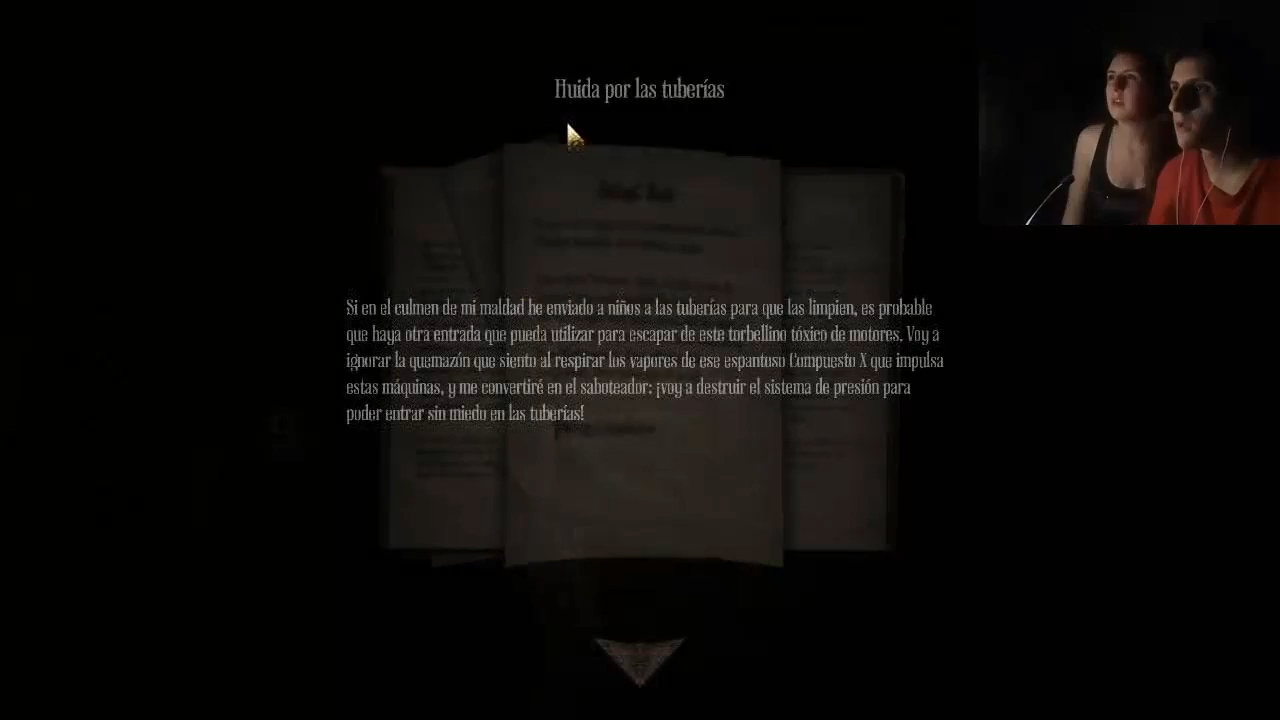 Huida por las tuberías
Si en el culmen de mi maldad he enviado a niños a las tuberías para que las limpien, es probable
que haya otra entrada que pueda utilizar para escapar de este torbellino tóxico de motores. Voy a
ignorar la quemazón que siento al respirar los vapores de ese espantoso Compuesto X que impulsa
estas máquinas, y me convertiré en el saboteador: ¡voy a destruir el sistema de presión para
poder entrar sin miedo en las tuberías!